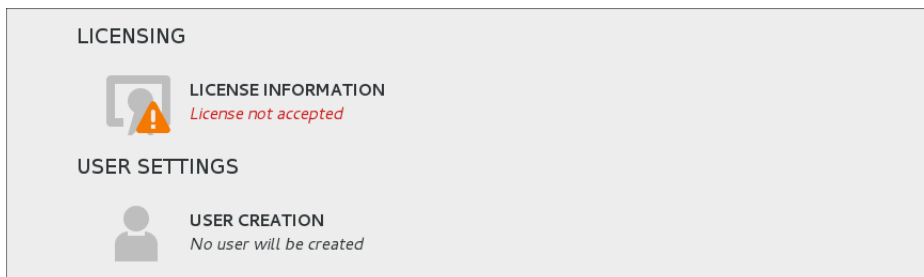 LICENSING
LICENSE INFORMATION
License not accepted
USER SETTINGS
USER CREATION
No user will be created